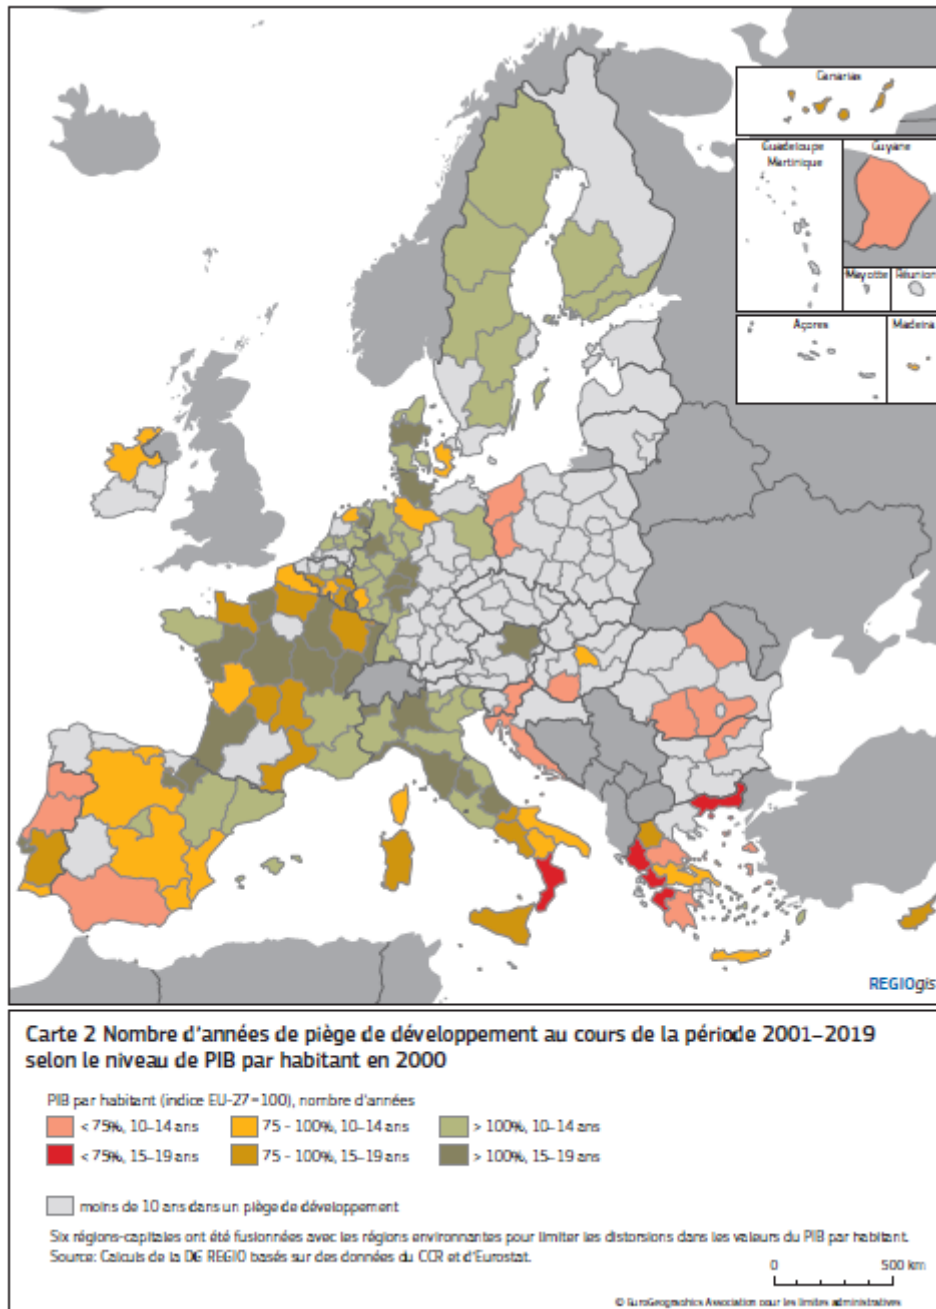 Canarias
Guadeloupe
Martinique
Guyane
Mayotte
Réunion
Açores
Madeira
REGIOgis
Carte 2 Nombre d'années de piège de développement au cours de la période 2001–2019
selon le niveau de PIB par habitant en 2000
PIB par habitant (indice EU-27=100), nombre d'années
< 75%, 10–14 ans
75 - 100%, 10–14 ans
> 100%, 10–14 ans
< 75%, 15–19 ans
75 - 100%, 15–19 ans
> 100%, 15–19 ans
moins de 10 ans dans un piège de développement
Six régions-capitales ont été fusionnées avec les régions environnantes pour limiter les distorsions dans les valeurs du PIB par habitant.
Source: Calculs de la DG REGIO basés sur des données du CCR et d'Eurostat.
0 500 km
© EuroGeographics Association pour les limites administratives